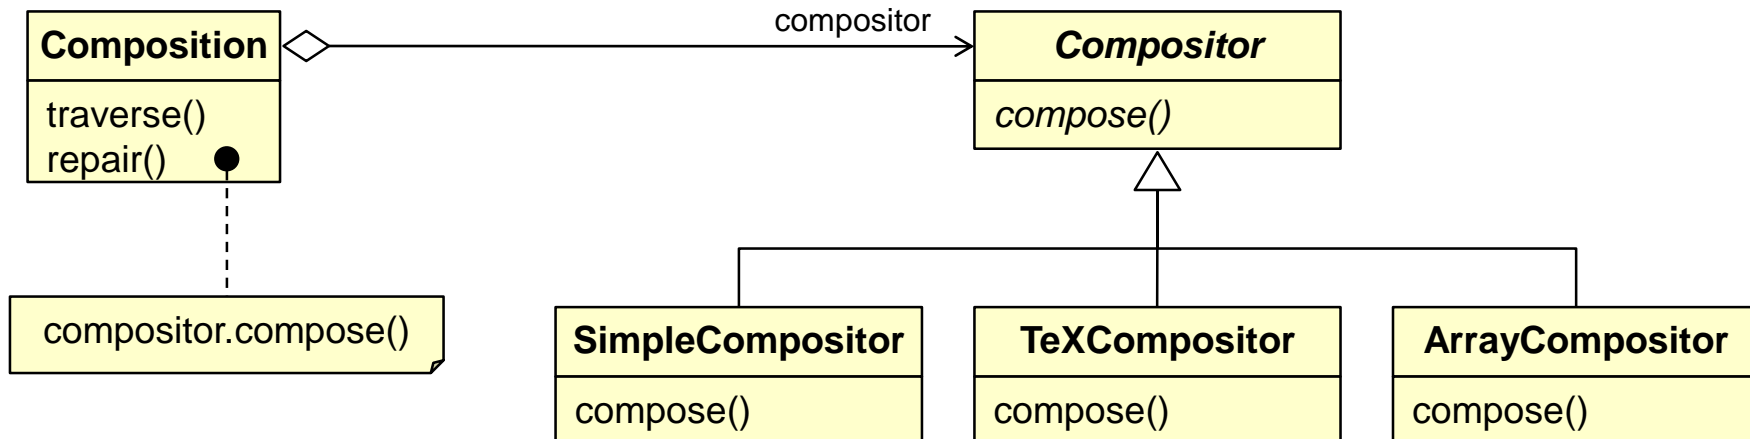 compositor
Composition
traverse()
repair()
Compositor
compose()
compositor.compose()
SimpleCompositor
compose()
TeXCompositor
compose()
ArrayCompositor
compose()